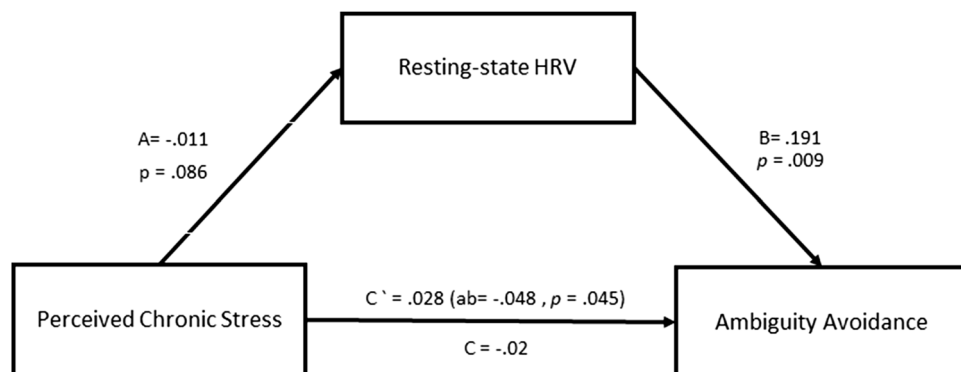 Resting-state HRV
A= -.011
p = .086
B= .191
p = .009
Perceived Chronic Stress
C ` = .028 (ab= -.048 , p = .045)
C = -.02
Ambiguity Avoidance